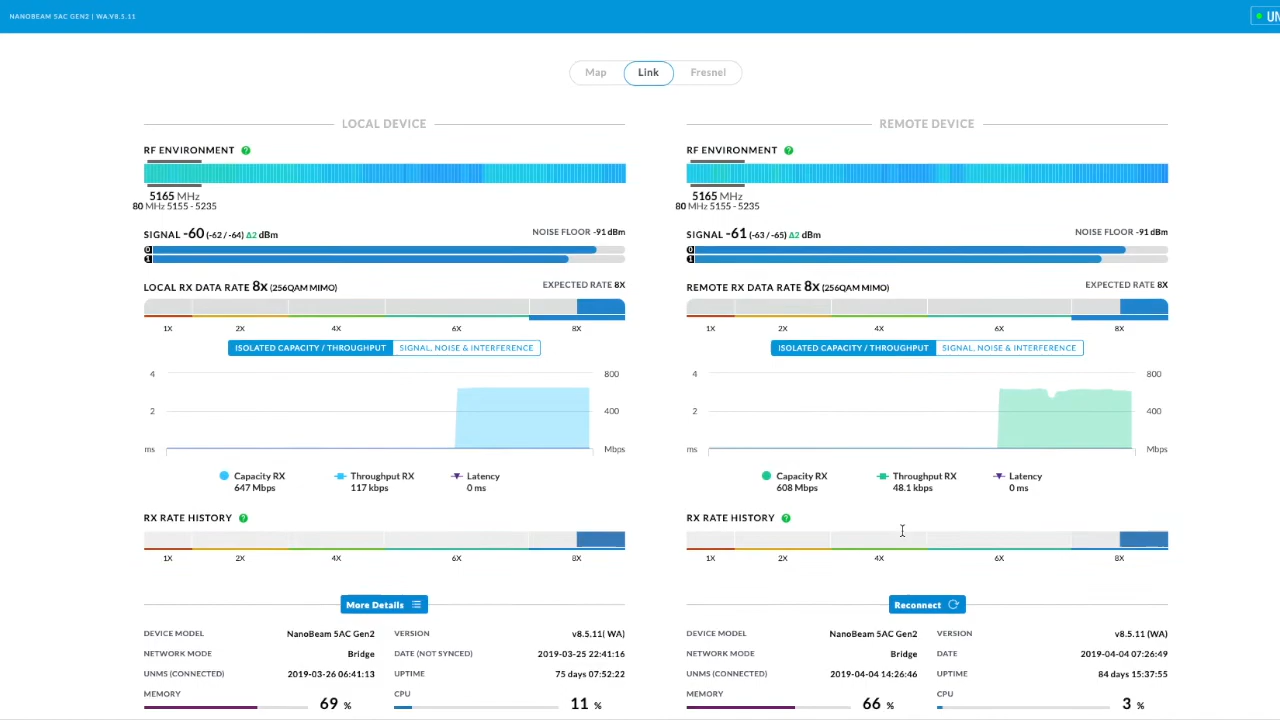 NANOBEAM 5AC GEN2 | WA.V8.5.11
UN
Map Link Fresnel
LOCAL DEVICE
RF ENVIRONMENT ?
5165 MHz
80 MHz 5155 - 5235
SIGNAL -60 (-62 / -64) Δ2 dBm NOISE FLOOR -91 dBm
0
1
LOCAL RX DATA RATE 8x (256QAM MIMO) EXPECTED RATE 8X
1X 2X 4X 6X 8X
ISOLATED CAPACITY / THROUGHPUT SIGNAL, NOISE & INTERFERENCE
4 800
2 400
ms Mbps
Capacity RX Throughput RX Latency
647 Mbps 117 kbps 0 ms
RX RATE HISTORY ?
1X 2X 4X 6X 8X
More Details
DEVICE MODEL NanoBeam 5AC Gen2 VERSION v8.5.11( WA)
NETWORK MODE Bridge DATE (NOT SYNCED) 2019-03-25 22:41:16
UNMS (CONNECTED) 2019-03-26 06:41:13 UPTIME 75 days 07:52:22
MEMORY 69 % CPU 11 %
REMOTE DEVICE
RF ENVIRONMENT ?
5165 MHz
80 MHz 5155 - 5235
SIGNAL -61 (-63 / -65) Δ2 dBm NOISE FLOOR -91 dBm
0
1
REMOTE RX DATA RATE 8x (256QAM MIMO) EXPECTED RATE 8X
1X 2X 4X 6X 8X
ISOLATED CAPACITY / THROUGHPUT SIGNAL, NOISE & INTERFERENCE
4 800
2 400
ms Mbps
Capacity RX Throughput RX Latency
608 Mbps 48.1 kbps 0 ms
RX RATE HISTORY ?
1X 2X 4X 6X 8X
Reconnect
DEVICE MODEL NanoBeam 5AC Gen2 VERSION v8.5.11 (WA)
NETWORK MODE Bridge DATE 2019-04-04 07:26:49
UNMS (CONNECTED) 2019-04-04 14:26:46 UPTIME 84 days 15:37:55
MEMORY 66 % CPU 3 %